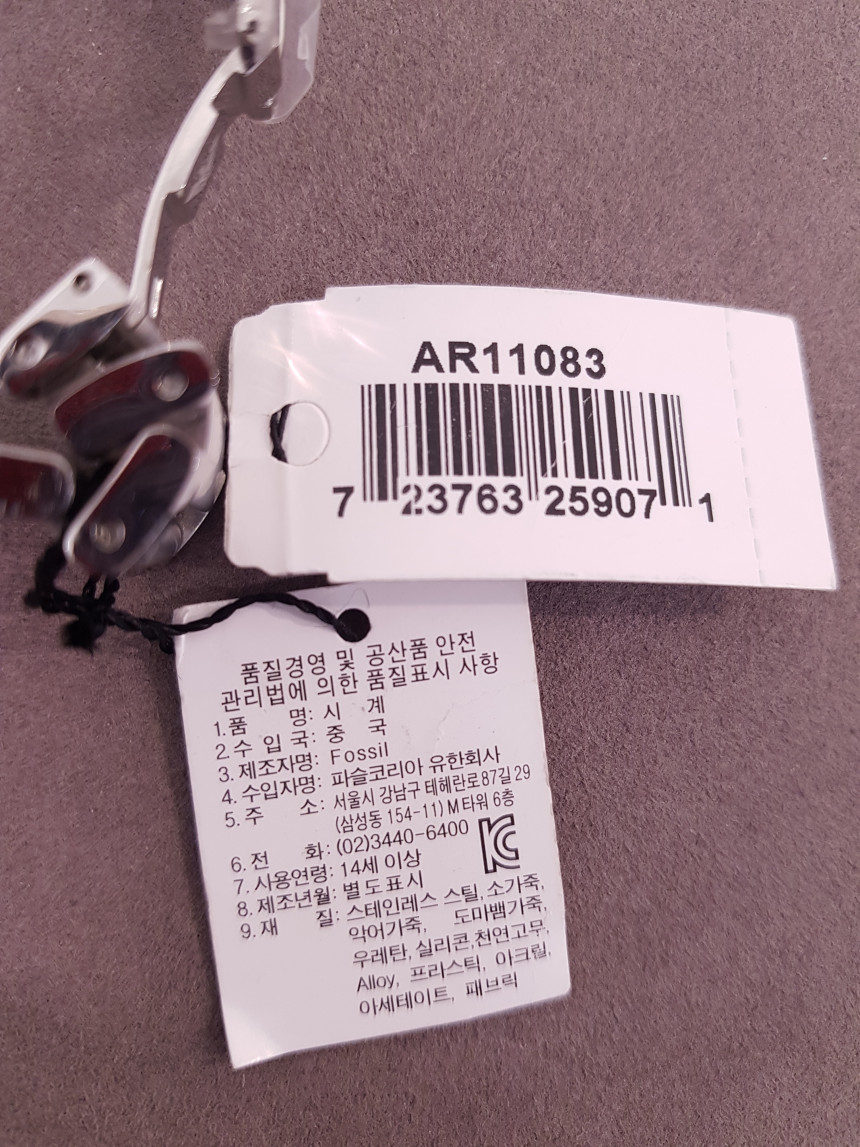 AR11083
7 23763 25907 1
품질경영 및 공산품 안전
관리법에 의한 품질표시 사항
1.품 명: 시 계
2.수 입 국: 중 국
3. 제조자명: Fossil
4. 수입자명: 파슬코리아 유한회사
5. 주 소: 서울시 강남구 테헤란로87길 29
(삼성동 154-11) M타워 6층
6. 전 화: (02)3440-6400
7. 사용연령: 14세 이상
8. 제조년월: 별도표시
9. 재 질: 스테인레스 스틸, 소가죽,
악어가죽, 도마뱀가죽,
우레탄, 실리콘,천연고무,
Alloy, 프라스틱, 아크릴,
아세테이트, 패브릭
KC